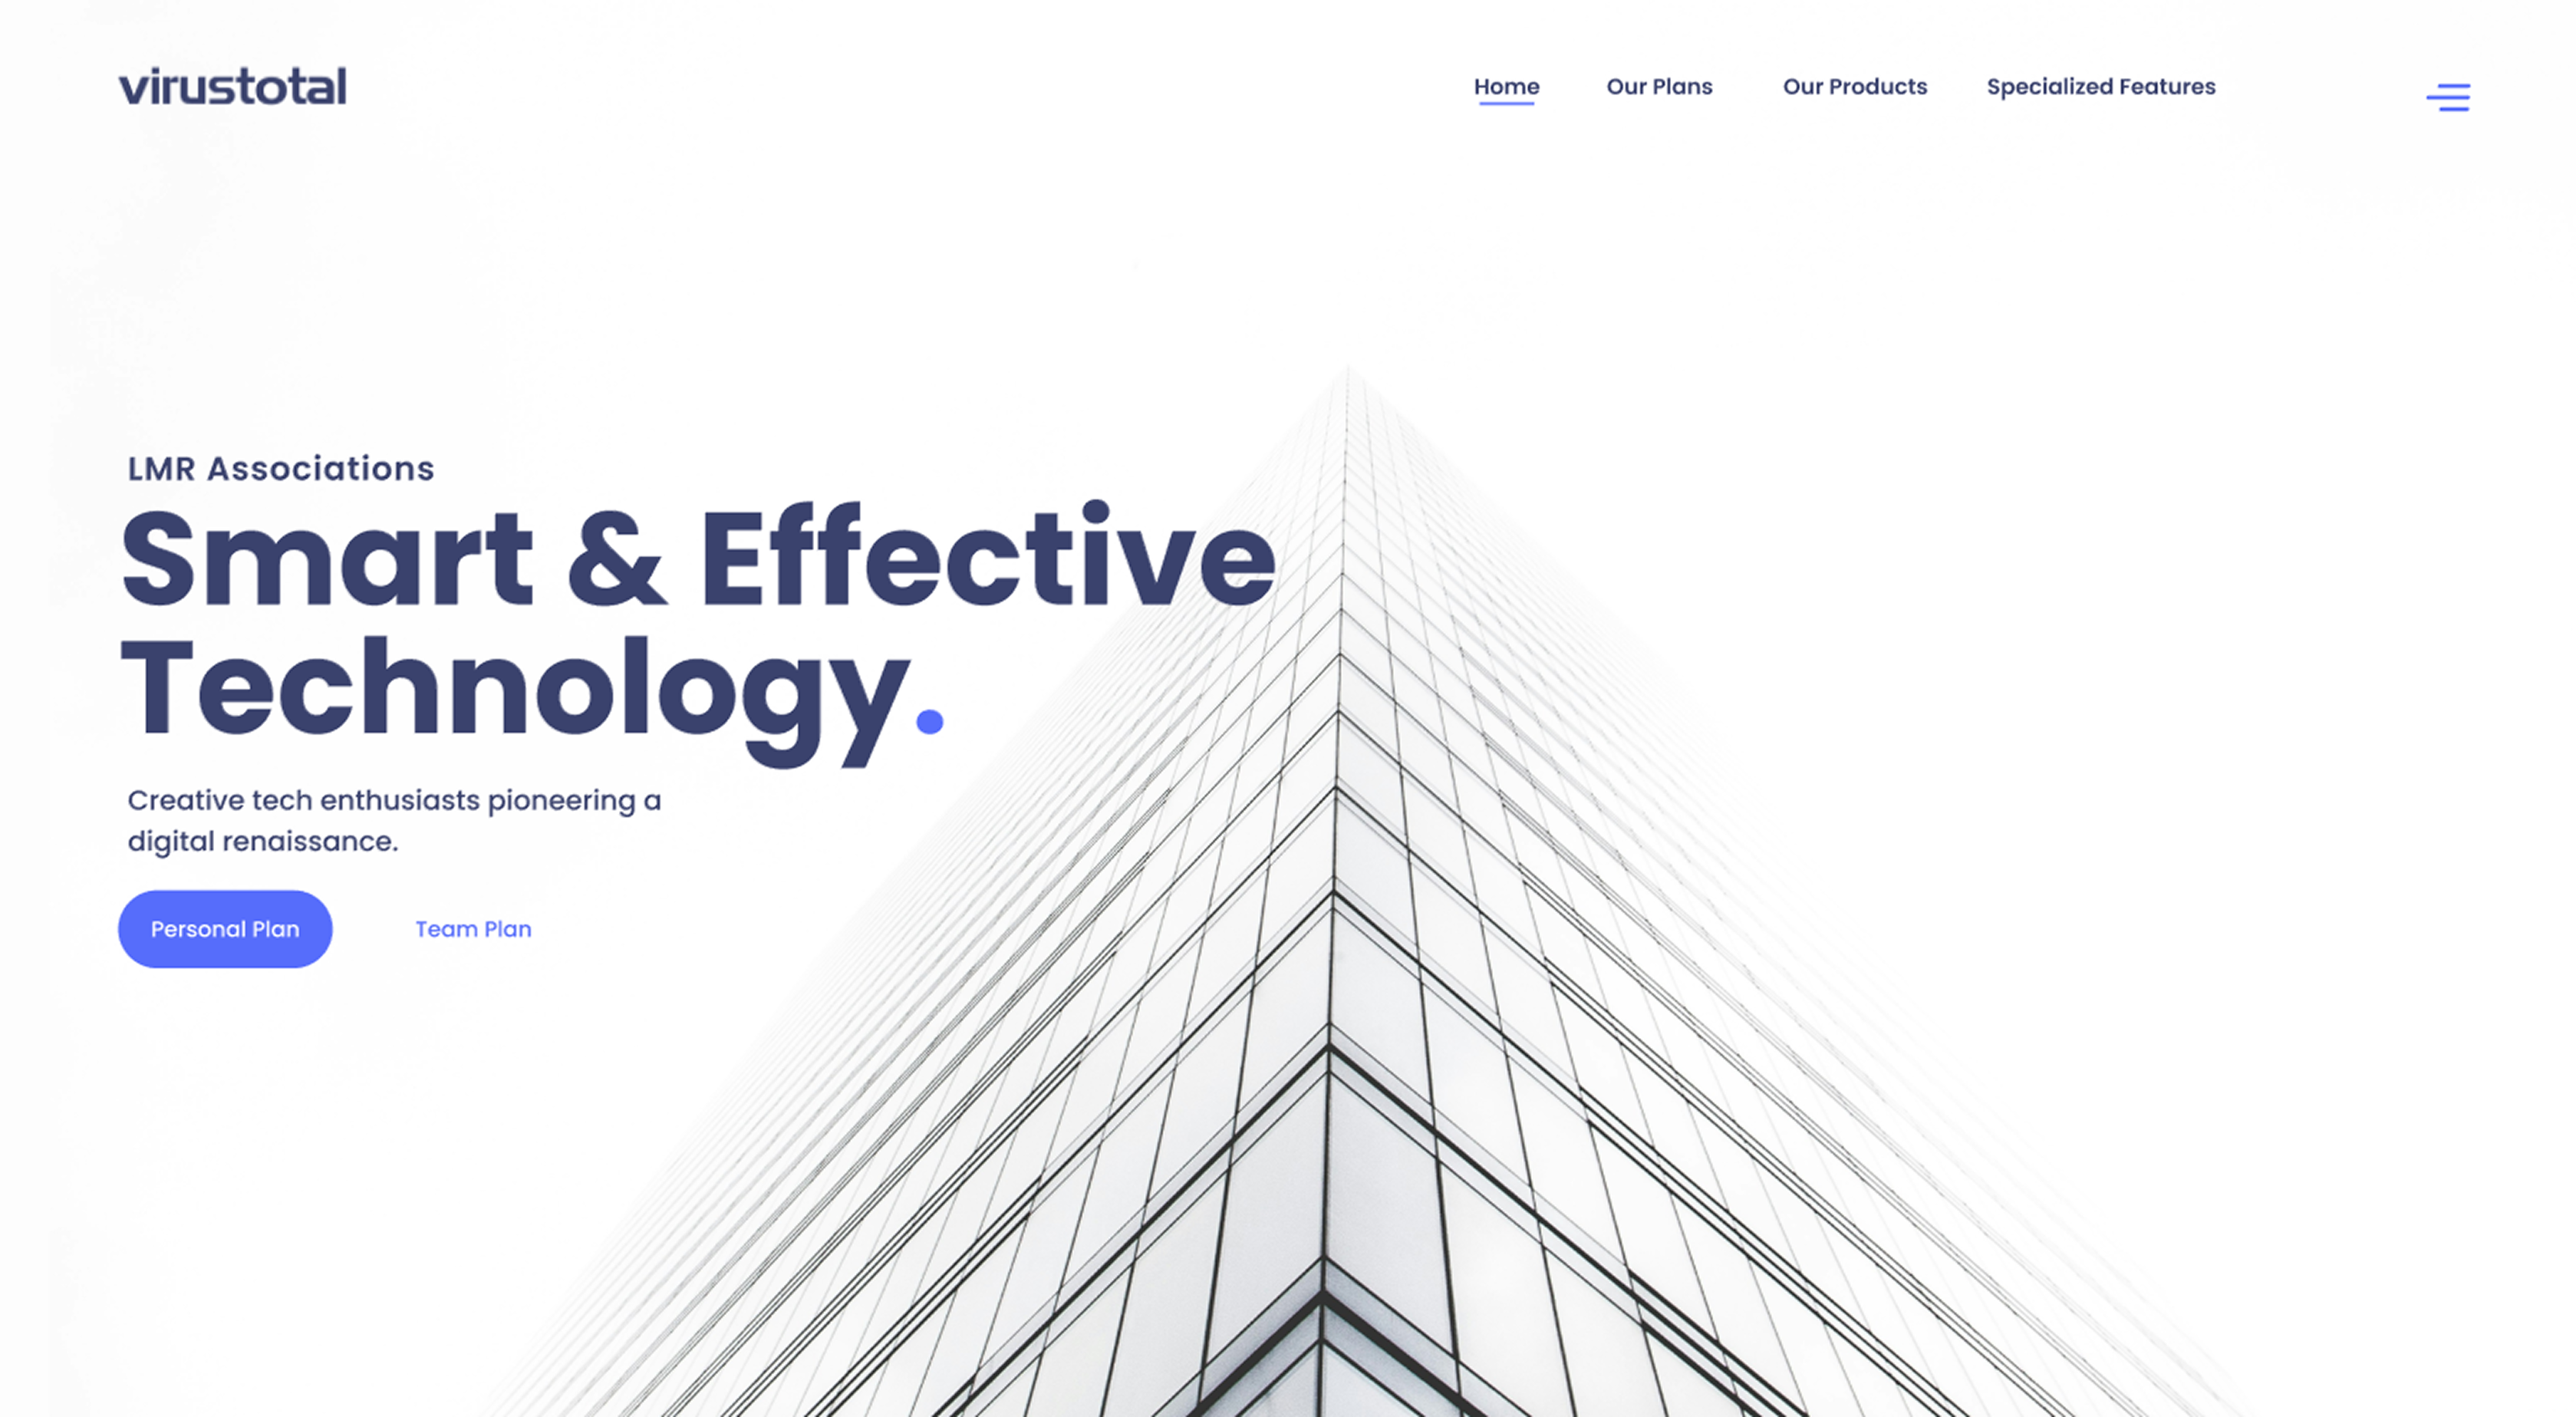 virustotal
Home
Our Plans
Our Products
Specialized Features
LMR Associations
Smart & Effective
Technology.
Creative tech enthusiasts pioneering a
digital renaissance.
Personal Plan
Team Plan